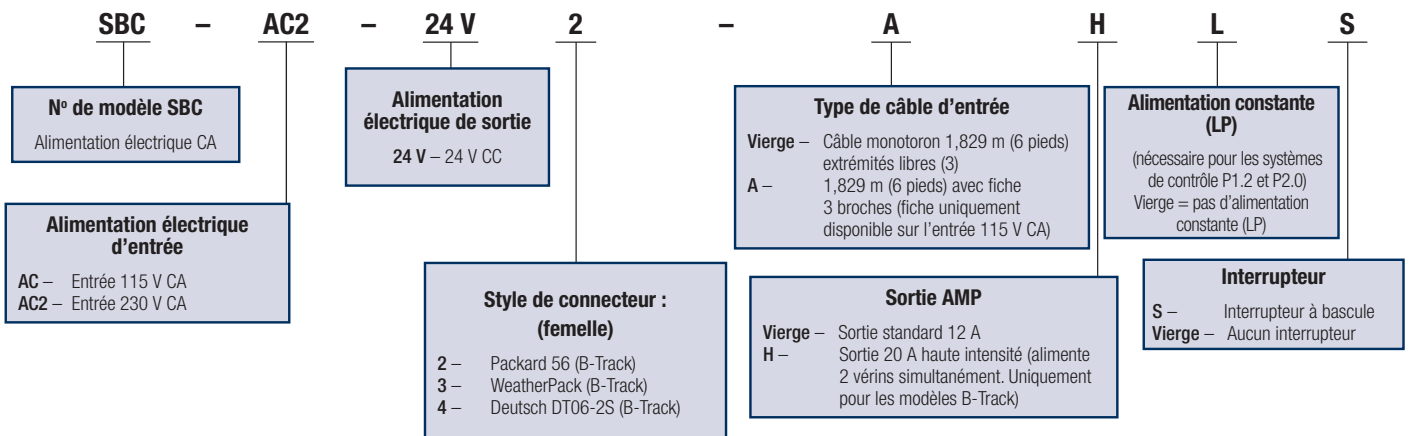 SBC – AC2 – 24 V 2 – A H L S
Nº de modèle SBC
Alimentation électrique CA
Alimentation électrique
d'entrée
AC – Entrée 115 V CA
AC2 – Entrée 230 V CA
Alimentation
électrique de sortie
24 V – 24 V CC
Style de connecteur :
(femelle)
2 – Packard 56 (B-Track)
3 – WeatherPack (B-Track)
4 – Deutsch DT06-2S (B-Track)
Type de câble d'entrée
Vierge – Câble monotoron 1,829 m (6 pieds)
extrémités libres (3)
A – 1,829 m (6 pieds) avec fiche
3 broches (fiche uniquement
disponible sur l'entrée 115 V CA)
Sortie AMP
Vierge – Sortie standard 12 A
H – Sortie 20 A haute intensité (alimente
2 vérins simultanément. Uniquement
pour les modèles B-Track)
Alimentation constante
(LP)
(nécessaire pour les systèmes
de contrôle P1.2 et P2.0)
Vierge = pas d'alimentation
constante (LP)
Interrupteur
S – Interrupteur à bascule
Vierge – Aucun interrupteur